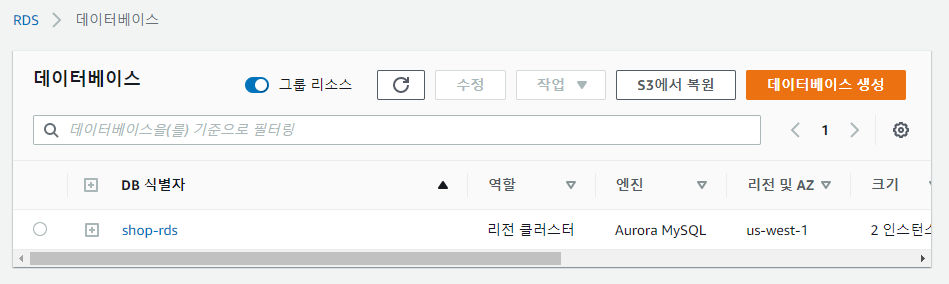 RDS > 데이터베이스
데이터베이스 그룹 리소스 수정 작업 S3에서 복원 데이터베이스 생성
데이터베이스을(를) 기준으로 필터링 1
DB 식별자 역할 엔진 리전 및 AZ 크기
shop-rds 리전 클러스터 Aurora MySQL us-west-1 2 인스턴스